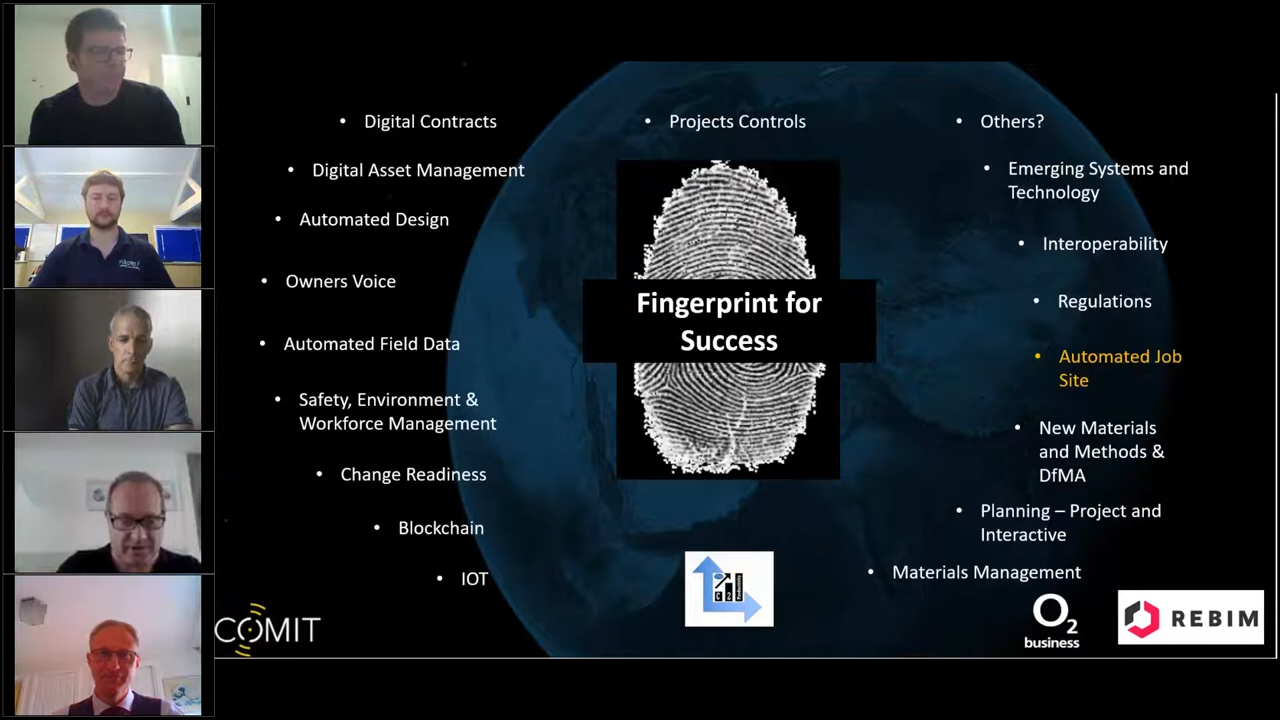 Digital Contracts
Projects Controls
Others?
Digital Asset Management
Emerging Systems and
Technology
Automated Design
Interoperability
Owners Voice
Regulations
Fingerprint for
Success
Automated Field Data
Automated Job
Site
Safety, Environment &
Workforce Management
New Materials
and Methods &
DfMA
Change Readiness
Planning – Project and
Interactive
Blockchain
IOT
Materials Management
COMIT
O2
business
REBIM